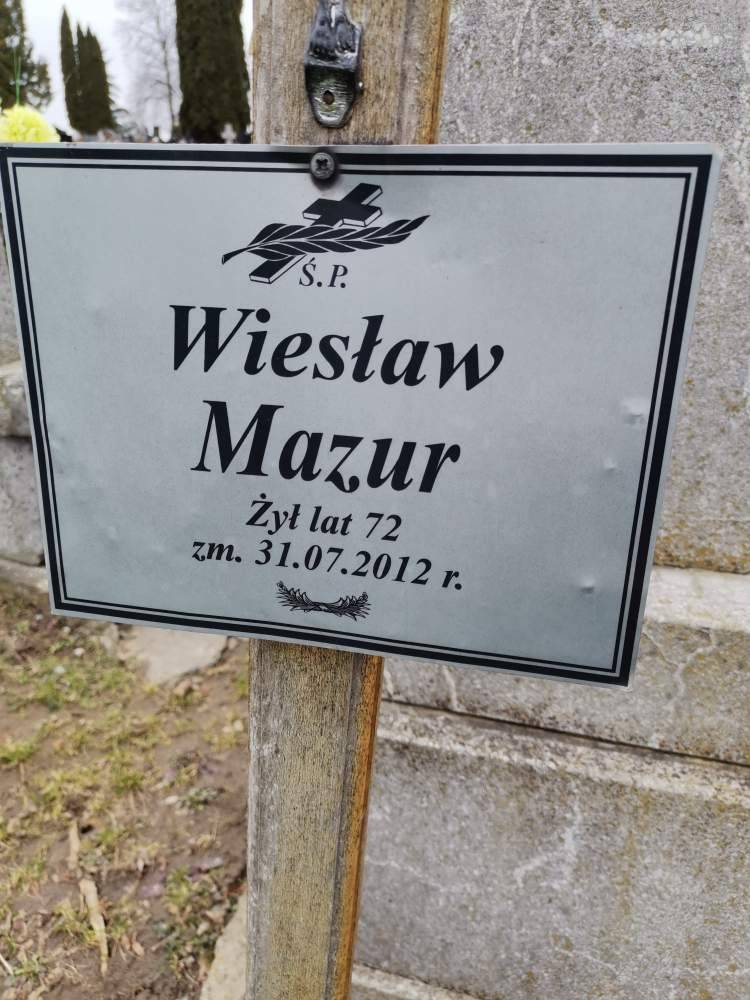 Ś.P.
Wiesław
Mazur
Żył lat 72
zm. 31.07.2012 r.